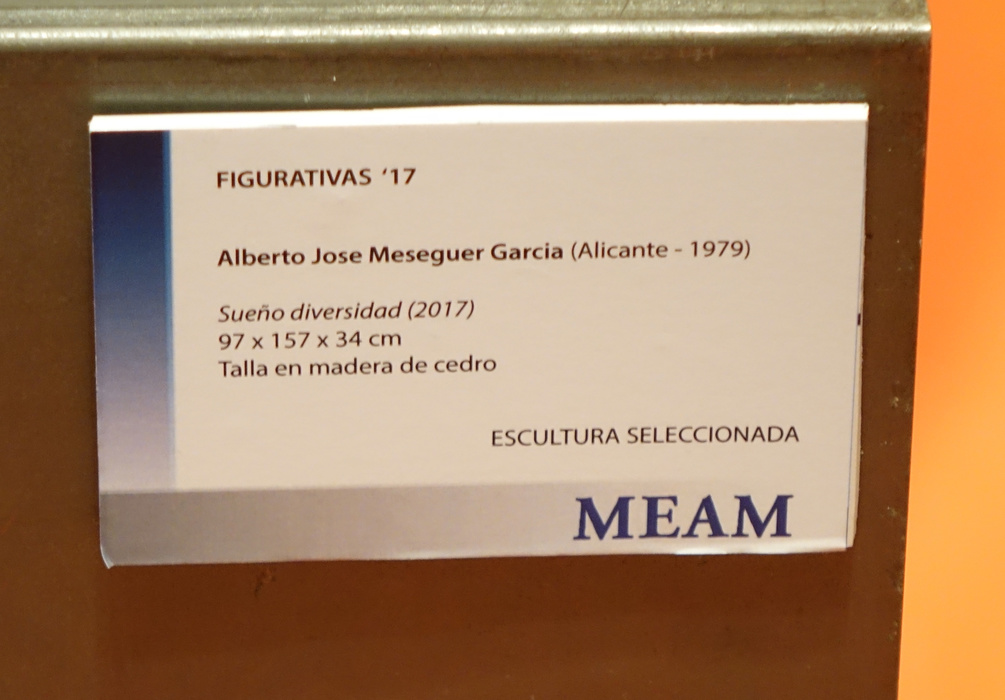 FIGURATIVAS ‘17
Alberto Jose Meseguer Garcia (Alicante - 1979)
Sueño diversidad (2017)
97 x 157 x 34 cm
Talla en madera de cedro
ESCULTURA SELECCIONADA
MEAM